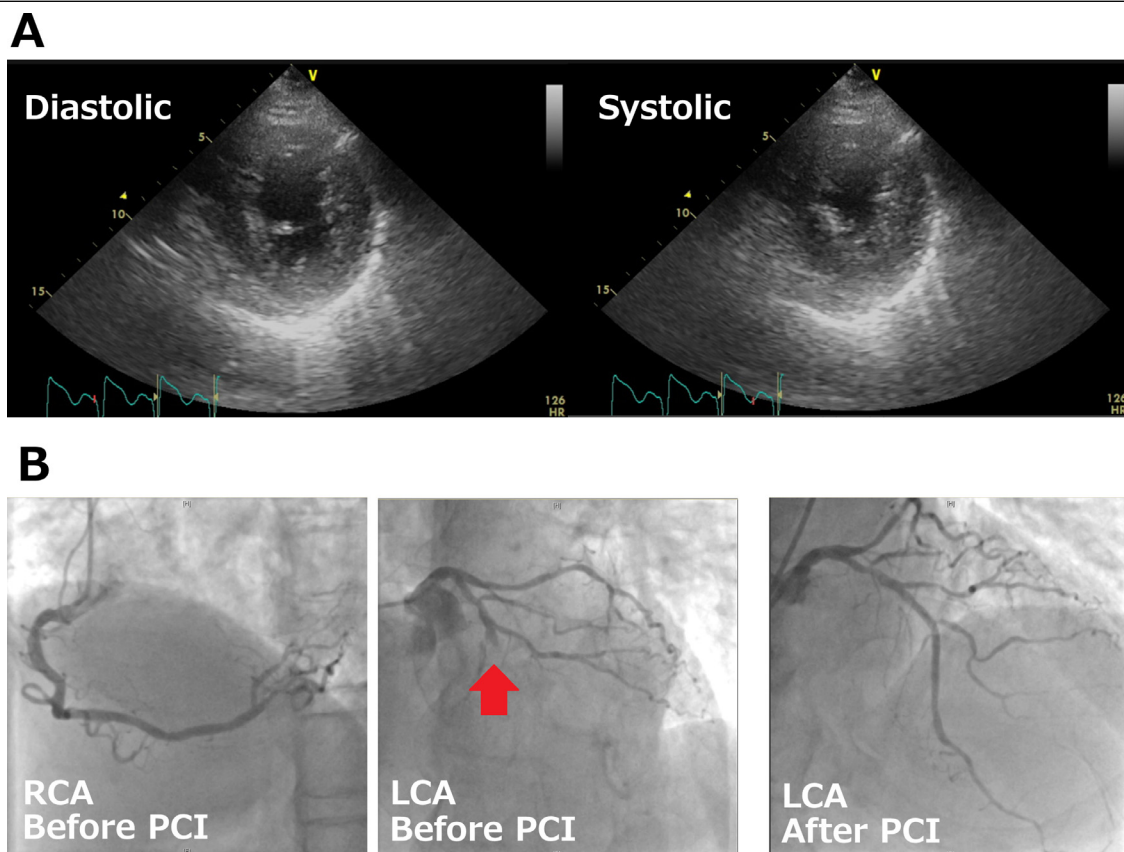 A
Diastolic
V
5
10
15
126
HR
Systolic
V
5
10
15
126
HR
B
[H]
RCA
Before PCI
[H]
LCA
Before PCI
[H]
LCA
After PCI